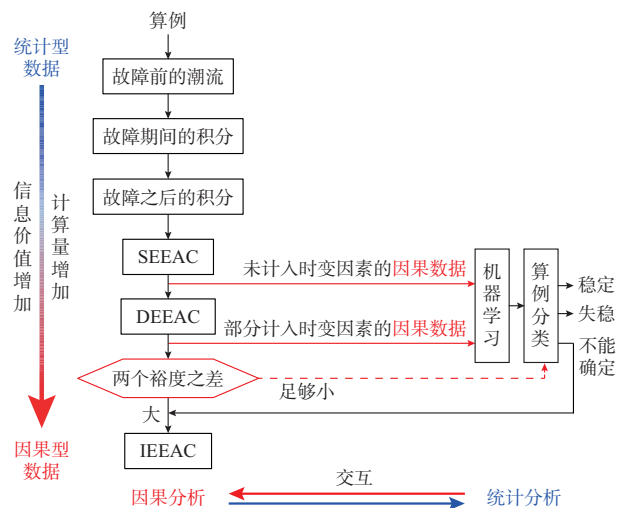 算例
统计型
数据
故障前的潮流
故障期间的积分
故障之后的积分
信息价值增加
计算量增加
SEEAC
未计入时变因素的因果数据
DEEAC
部分计入时变因素的因果数据
机器学习
算例分类
稳定
失稳
不能
确定
两个裕度之差
足够小
大
因果型
数据
IEEAC
因果分析
交互
统计分析